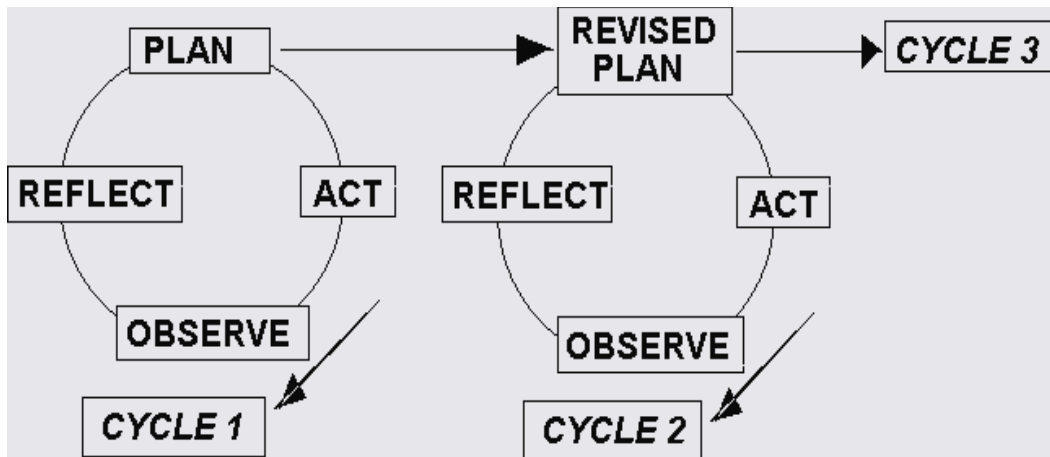 PLAN
REVISED
PLAN
CYCLE 3
REFLECT
ACT
REFLECT
ACT
OBSERVE
OBSERVE
CYCLE 1
CYCLE 2